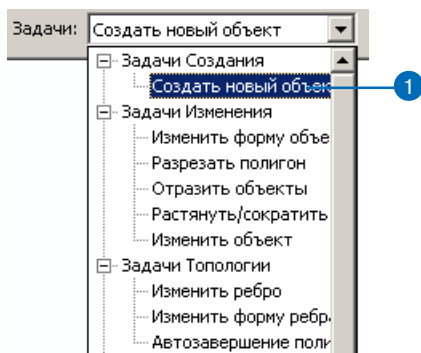 Задачи: Создать новый объект
Задачи Создания
Создать новый объек
1
Задачи Изменения
Изменить форму объе
Разрезать полигон
Отразить объекты
Растянуть/сократить
Изменить объект
Задачи Топологии
Изменить ребро
Изменить форму ребр
Автозавершение поли